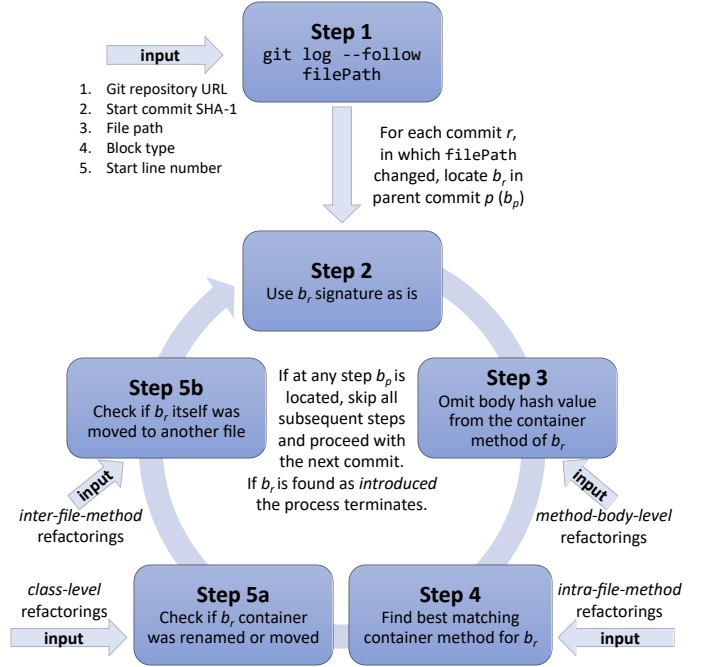 Step 1
git log --follow
filePath
input
1. Git repository URL
2. Start commit SHA-1
3. File path
4. Block type
5. Start line number
For each commit r,
in which filePath
changed, locate b_r in
parent commit p (b_p)
Step 2
Use b_r signature as is
Step 3
Omit body hash value
from the container
method of b_r
input
method-body-level
refactorings
If at any step b_p is
located, skip all
subsequent steps
and proceed with
the next commit.
If b_r is found as introduced
the process terminates.
Step 5b
Check if b_r itself was
moved to another file
input
inter-file-method
refactorings
Step 4
Find best matching
container method for b_r
intra-file-method
refactorings
input
Step 5a
Check if b_r container
was renamed or moved
class-level
refactorings
input